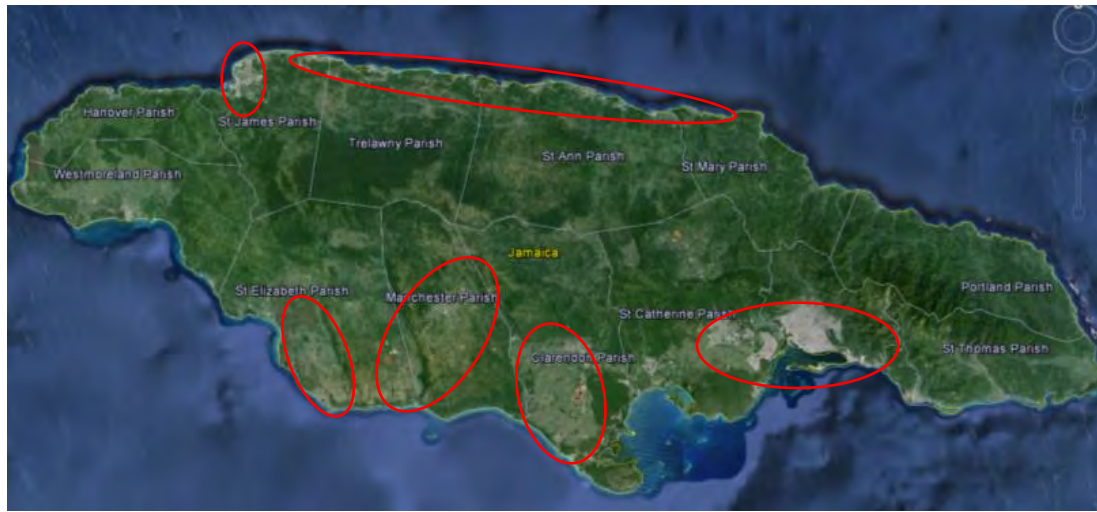 Hanover Parish
St James Parish
Trelawny Parish
St Ann Parish
St Mary Parish
Westmoreland Parish
Jamaica
St Elizabeth Parish
Manchester Parish
Portland Parish
St Catherine Parish
Clarendon Parish
St Thomas Parish